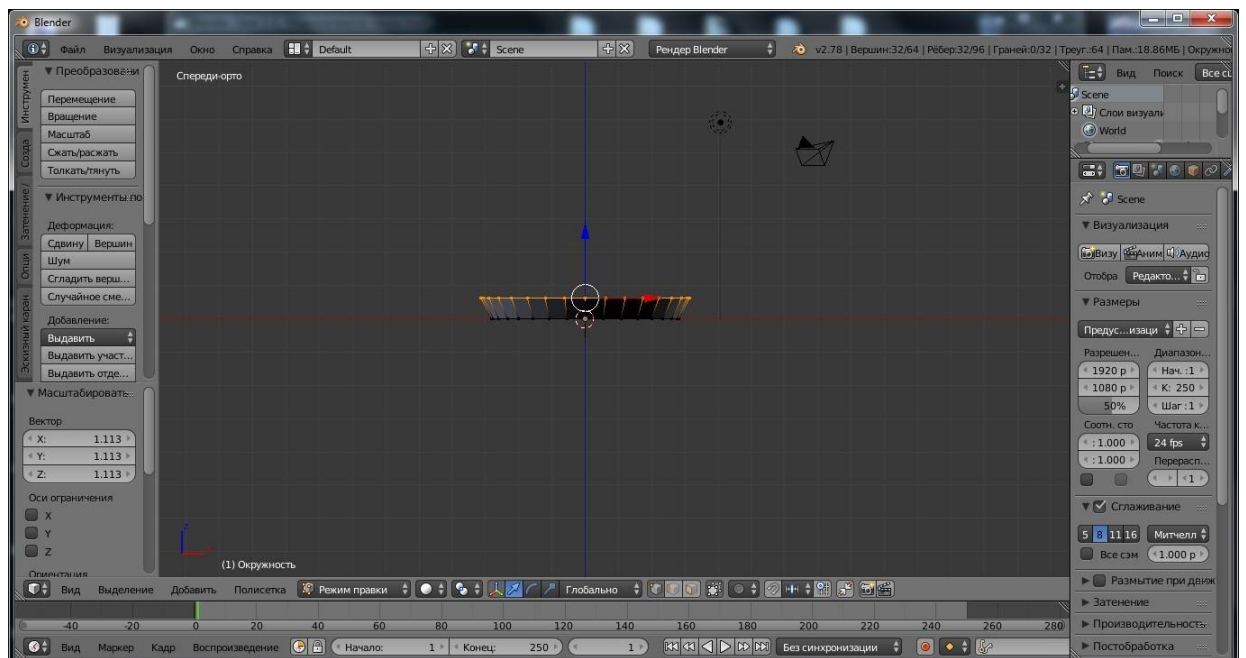 Blender
Файл Визуализация Окно Справка Default Scene Рендер Blender v2.78 | Вершин:32/64 | Рёбер:32/96 | Граней:0/32 | Треуг.:64 | Пам.:18.86МБ | Окружно
Инструмен
Созда
Затенение /
Опци
Эскизный каран
Преобразовани
Перемещение
Вращение
Масштаб
Сжать/расжать
Толкать/тянуть
Инструменты по
Деформация:
Сдвину Вершин
Шум
Сгладить верш...
Случайное сме...
Добавление:
Выдавить
Выдавить участ...
Выдавить отде...
Масштабировать
Вектор
X: 1.113
Y: 1.113
Z: 1.113
Оси ограничения
X
Y
Z
Ориентация
Спереди-орто
z
(1) Окружность
Вид Выделение Добавить Полисетка Режим правки Глобально
-40 -20 0 20 40 60 80 100 120 140 160 180 200 220 240 260 280
Вид Маркер Кадр Воспроизведение Начало: 1 Конец: 250 1 Без синхронизации
Вид Поиск Все сц
Scene
Слои визуали
World
Scene
Визуализация
Визу Аним Аудио
Отобра Редакто...
Размеры
Предус...изаци
Разрешен... Диапазон...
1920 р Нач. :1
1080 р К: 250
50% Шаг :1
Соотн. сто Частота к...
: 1.000 24 fps
: 1.000 Перерасп...
1
Сглаживание
5 8 11 16 Митчелл
Все сэм 1.000 р
Размытие при движ
Затенение
Производительность
Постобработка